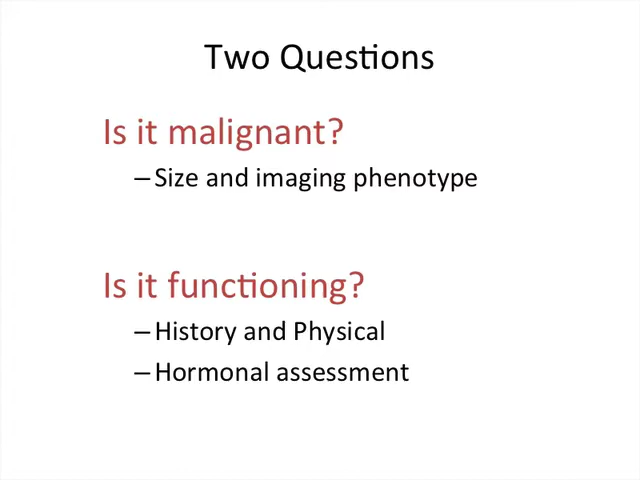 Two Questions
Is it malignant?
– Size and imaging phenotype
Is it functioning?
– History and Physical
– Hormonal assessment